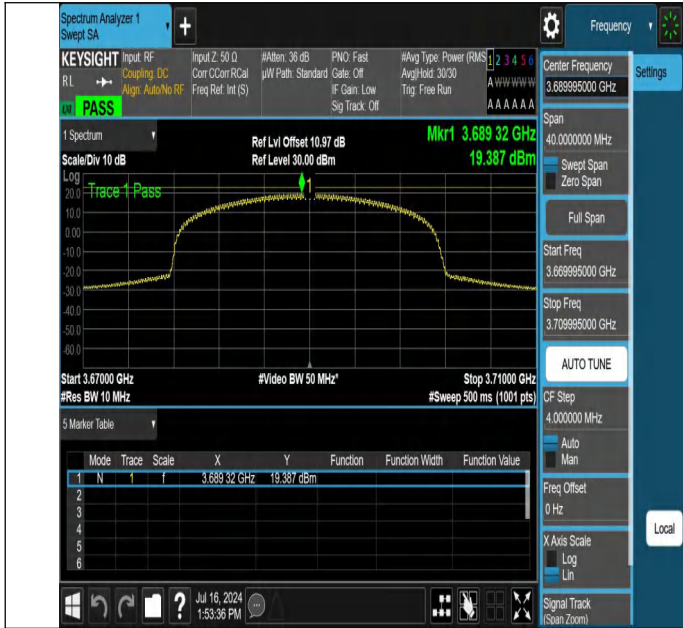 Spectrum Analyzer 1
Swept SA
+
Frequency
KEYSIGHT
RL
PASS
Input: RF
Coupling: DC
Align: Auto/No RF
Input Z: 50 Ω
Corr CCorr RCal
Freq Ref: Int (S)
#Atten: 36 dB
µW Path: Standard
PNO: Fast
Gate: Off
IF Gain: Low
Sig Track: Off
#Avg Type: Power (RMS
Avg|Hold: 30/30
Trig: Free Run
1 2 3 4 5 6
A W W W W W
A A A A A A
1 Spectrum
Scale/Div 10 dB
Ref Lvl Offset 10.97 dB
Ref Level 30.00 dBm
Mkr1 3.689 32 GHz
19.387 dBm
Log
Trace 1 Pass
1
20.0
10.0
0.00
-10.0
-20.0
-30.0
-40.0
-50.0
-60.0
Start 3.67000 GHz
#Res BW 10 MHz
#Video BW 50 MHz*
Stop 3.71000 GHz
#Sweep 500 ms (1001 pts)
5 Marker Table
Mode Trace Scale X Y Function Function Width Function Value
1 N 1 f 3.689 32 GHz 19.387 dBm
2
3
4
5
6
Jul 16, 2024
1:53:36 PM
?
Center Frequency
3.689995000 GHz
Settings
Span
40.0000000 MHz
Swept Span
Zero Span
Full Span
Start Freq
3.669995000 GHz
Stop Freq
3.709995000 GHz
AUTO TUNE
CF Step
4.000000 MHz
Auto
Man
Freq Offset
0 Hz
Local
X Axis Scale
Log
Lin
Signal Track
(Span Zoom)